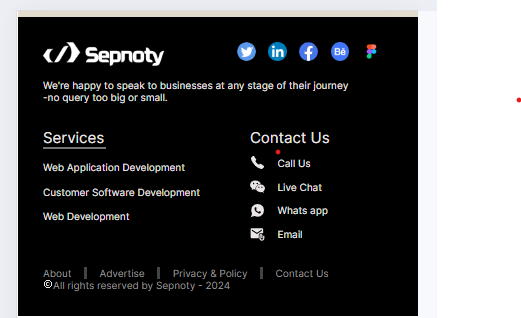 Sepnoty
Bē
We're happy to speak to businesses at any stage of their journey
-no query too big or small.
Services
Contact Us
Web Application Development
Call Us
Customer Software Development
Live Chat
Web Development
Whats app
Email
About | Advertise | Privacy & Policy | Contact Us
©All rights reserved by Sepnoty - 2024